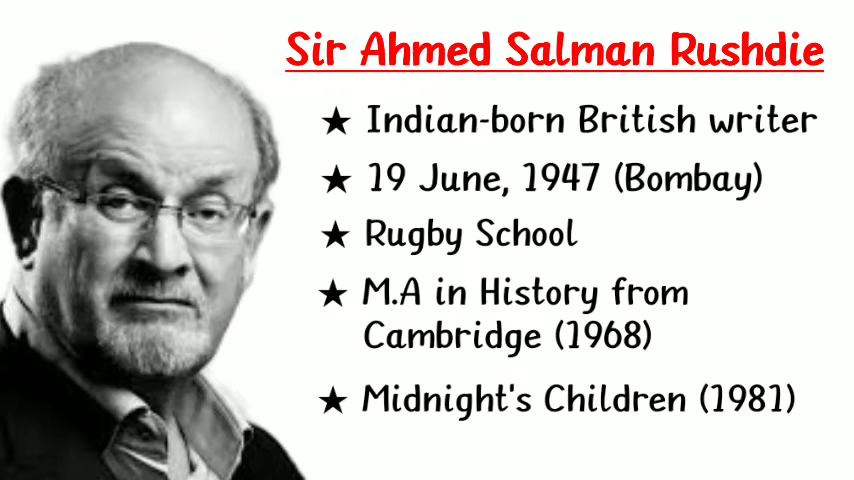 Sir Ahmed Salman Rushdie
★ Indian-born British writer
★ 19 June, 1947 (Bombay)
★ Rugby School
★ M.A in History from
Cambridge (1968)
★ Midnight's Children (1981)